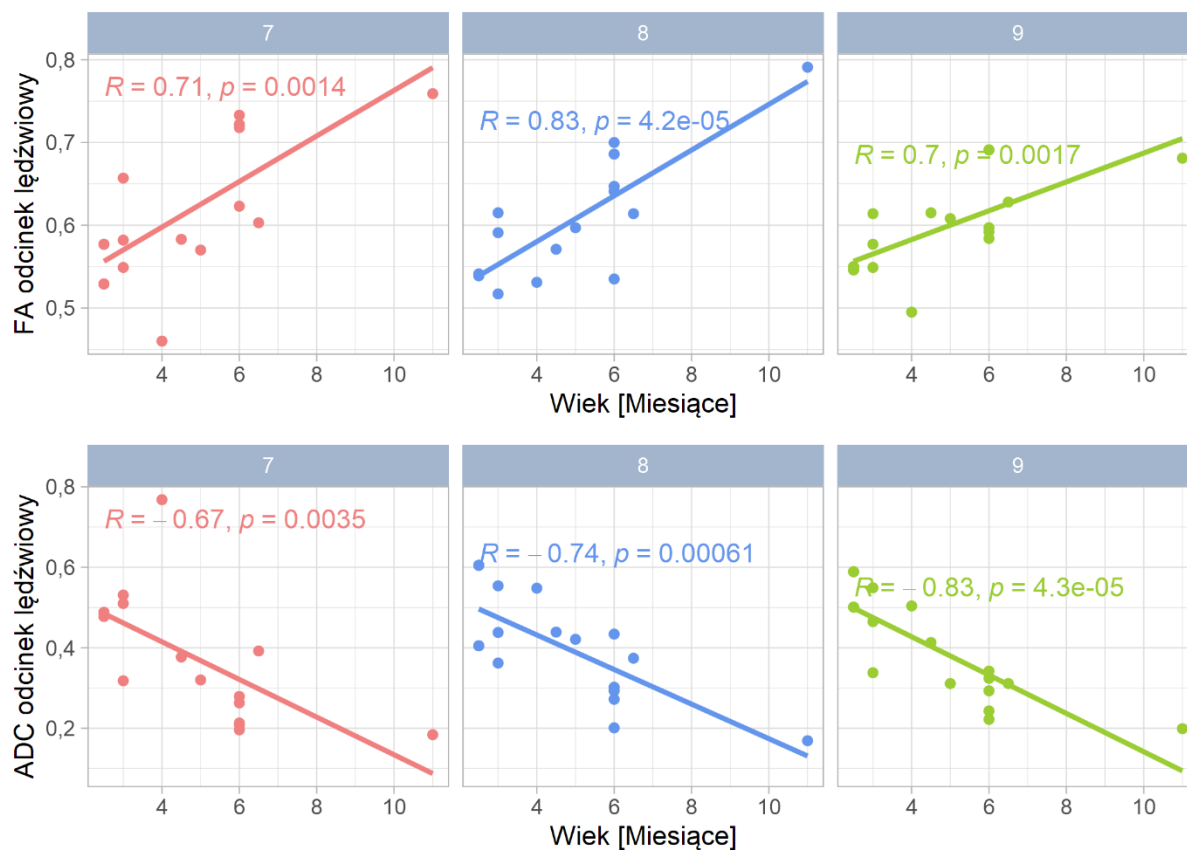 7 8 9
0,8
0,7
0,6
0,5
FA odcinek lędźwiowy
R = 0.71, p = 0.0014
R = 0.83, p = 4.2e-05
R = 0.7, p = 0.0017
4 6 8 10 4 6 8 10 4 6 8 10
Wiek [Miesiące]
7 8 9
0,8
0,6
0,4
0,2
ADC odcinek lędźwiowy
R = − 0.67, p = 0.0035
R = − 0.74, p = 0.00061
R = − 0.83, p = 4.3e-05
4 6 8 10 4 6 8 10 4 6 8 10
Wiek [Miesiące]